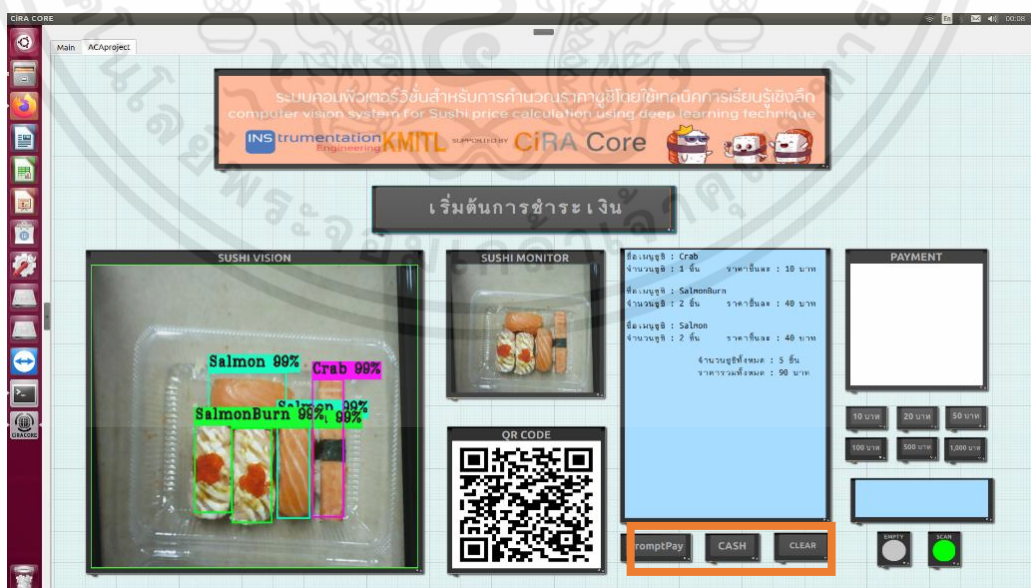 CiRA CORE
En
00:08
Main ACAproject
ระบบคอมพิวเตอร์วิชั่นสำหรับการคำนวณราคาซูชิโดยใช้เทคนิคการเรียนรู้เชิงลึก
computer vision system for Sushi price calculation using deep learning technique
INStrumentation Engineering KMITL SUPPORTED BY CiRA Core
เริ่มต้นการชำระเงิน
SUSHI VISION
Salmon 99%
Crab 99%
Salmon 99%
SalmonBurn 99%
99%
SUSHI MONITOR
QR CODE
ชื่อเมนูซูชิ : Crab
จำนวนซูชิ : 1 ชิ้น ราคาชิ้นละ : 10 บาท
ชื่อเมนูซูชิ : SalmonBurn
จำนวนซูชิ : 2 ชิ้น ราคาชิ้นละ : 40 บาท
ชื่อเมนูซูชิ : Salmon
จำนวนซูชิ : 2 ชิ้น ราคาชิ้นละ : 40 บาท
จำนวนซูชิทั้งหมด : 5 ชิ้น
ราคารวมทั้งหมด : 90 บาท
romptPay CASH CLEAR
PAYMENT
10 บาท 20 บาท 50 บาท
100 บาท 500 บาท 1,000 บาท
EMPTY SCAN
CIRACORE